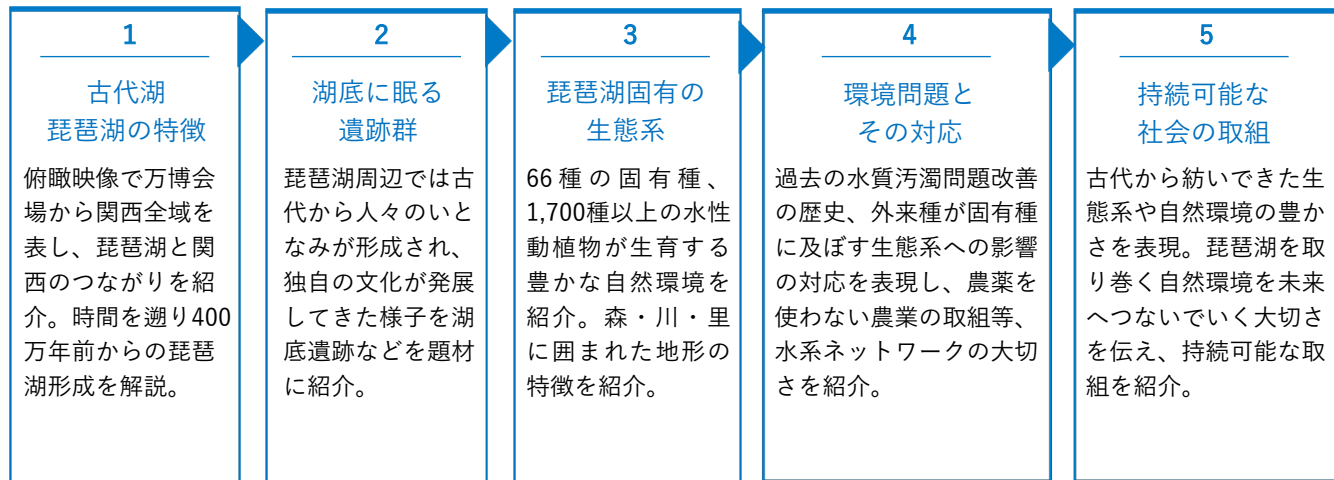 1
古代湖
琵琶湖の特徴
俯瞰映像で万博会
場から関西全域を
表し、琵琶湖と関
西のつながりを紹
介。時間を遡り400
万年前からの琵琶
湖形成を解説。
2
湖底に眠る
遺跡群
琵琶湖周辺では古
代から人々のいと
なみが形成され、
独自の文化が発展
してきた様子を湖
底遺跡などを題材
に紹介。
3
琵琶湖固有の
生態系
66種の固有種、
1,700種以上の水性
動植物が生育する
豊かな自然環境を
紹介。森・川・里
に囲まれた地形の
特徴を紹介。
4
環境問題と
その対応
過去の水質汚濁問題改善
の歴史、外来種が固有種
に及ぼす生態系への影響
の対応を表現し、農薬を
使わない農業の取組等、
水系ネットワークの大切
さを紹介。
5
持続可能な
社会の取組
古代から紡いできた生
態系や自然環境の豊か
さを表現。琵琶湖を取
り巻く自然環境を未来
へつないでいく大切さ
を伝え、持続可能な取
組を紹介。